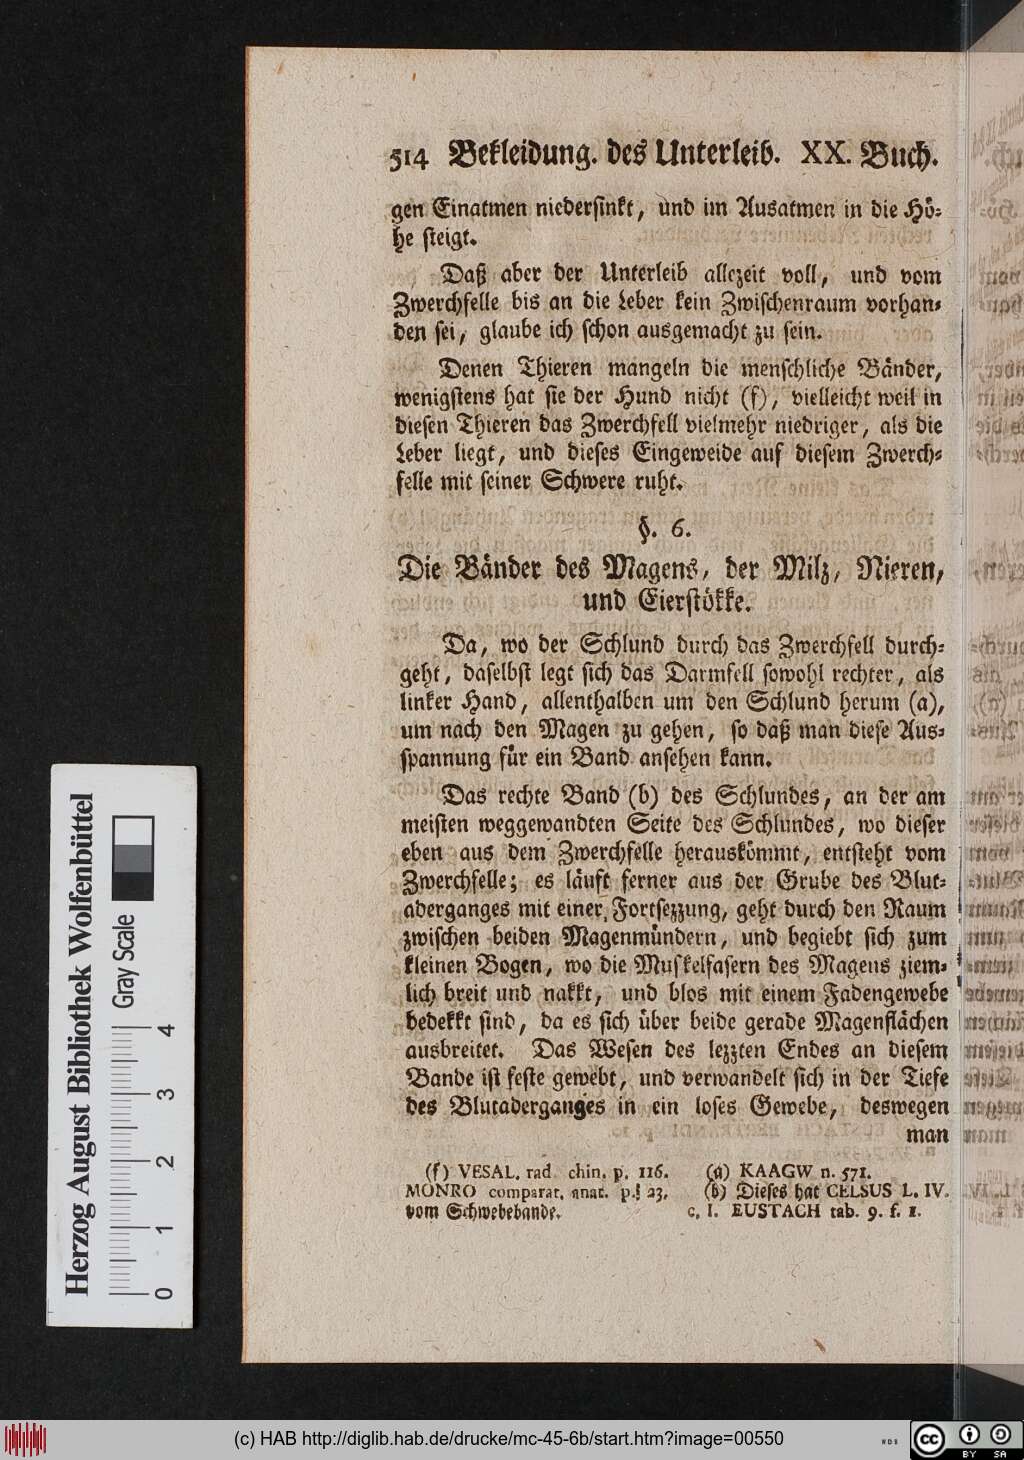 514 Bekleidung. des Unterleib. XX. Buch.
gen Einatmen niedersinkt, und im Ausatmen in die Hö-
he steigt.
Daß aber der Unterleib allezeit voll, und vom
Zwerchfelle bis an die Leber kein Zwischenraum vorhan-
den sei, glaube ich schon ausgemacht zu sein.
Denen Thieren mangeln die menschliche Bänder,
wenigstens hat sie der Hund nicht (f), vielleicht weil in
diesen Thieren das Zwerchfell vielmehr niedriger, als die
Leber liegt, und dieses Eingeweide auf diesem Zwerch-
felle mit seiner Schwere ruht.
§. 6.
Die Bänder des Magens, der Milz, Nieren,
und Eierstökke.
Da, wo der Schlund durch das Zwerchfell durch-
geht, daselbst legt sich das Darmfell sowohl rechter, als
linker Hand, allenthalben um den Schlund herum (a),
um nach den Magen zu gehen, so daß man diese Aus-
spannung für ein Band ansehen kann.
Das rechte Band (b) des Schlundes, an der am
meisten weggewandten Seite des Schlundes, wo dieser
eben aus dem Zwerchfelle herauskömmt, entsteht vom
Zwerchfelle; es läuft ferner aus der Grube des Blut-
aderganges mit einer Fortsezzung, geht durch den Raum
zwischen beiden Magenmündern, und begiebt sich zum
kleinen Bogen, wo die Muskelfasern des Magens ziem-
lich breit und nakkt, und blos mit einem Fadengewebe
bedekkt sind, da es sich über beide gerade Magenflächen
ausbreitet. Das Wesen des lezzten Endes an diesem
Bande ist feste gewebt, und verwandelt sich in der Tiefe
des Blutaderganges in ein loses Gewebe, deswegen
man
(f) VESAL. rad. chin. p. 116.
MONRO comparat. anat. p. 23.
vom Schwebebande.
(a) KAAGW n. 571.
(b) Dieses hat CELSUS L. IV.
c. I. EUSTACH tab. 9. f. 1.
Herzog August Bibliothek Wolfenbüttel
Gray Scale
0 1 2 3 4
(c) HAB http://diglib.hab.de/drucke/mc-45-6b/start.htm?image=00550
cc BY SA